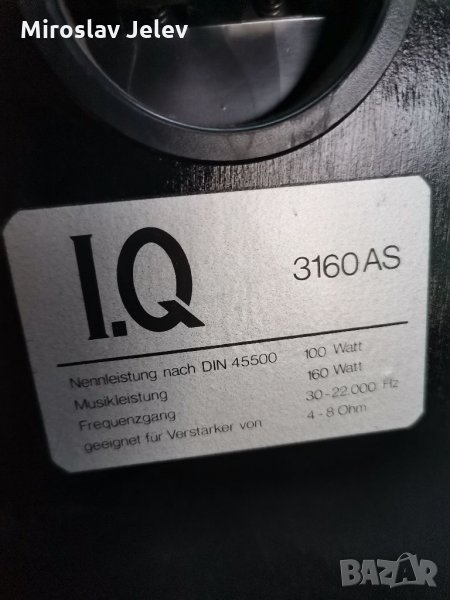 Miroslav Jelev
I.Q
3160 AS
Nennleistung nach DIN 45500 100 Watt
Musikleistung 160 Watt
Frequenzgang 30-22.000 Hz
geeignet für Verstärker von 4-8 Ohm
BAZAR